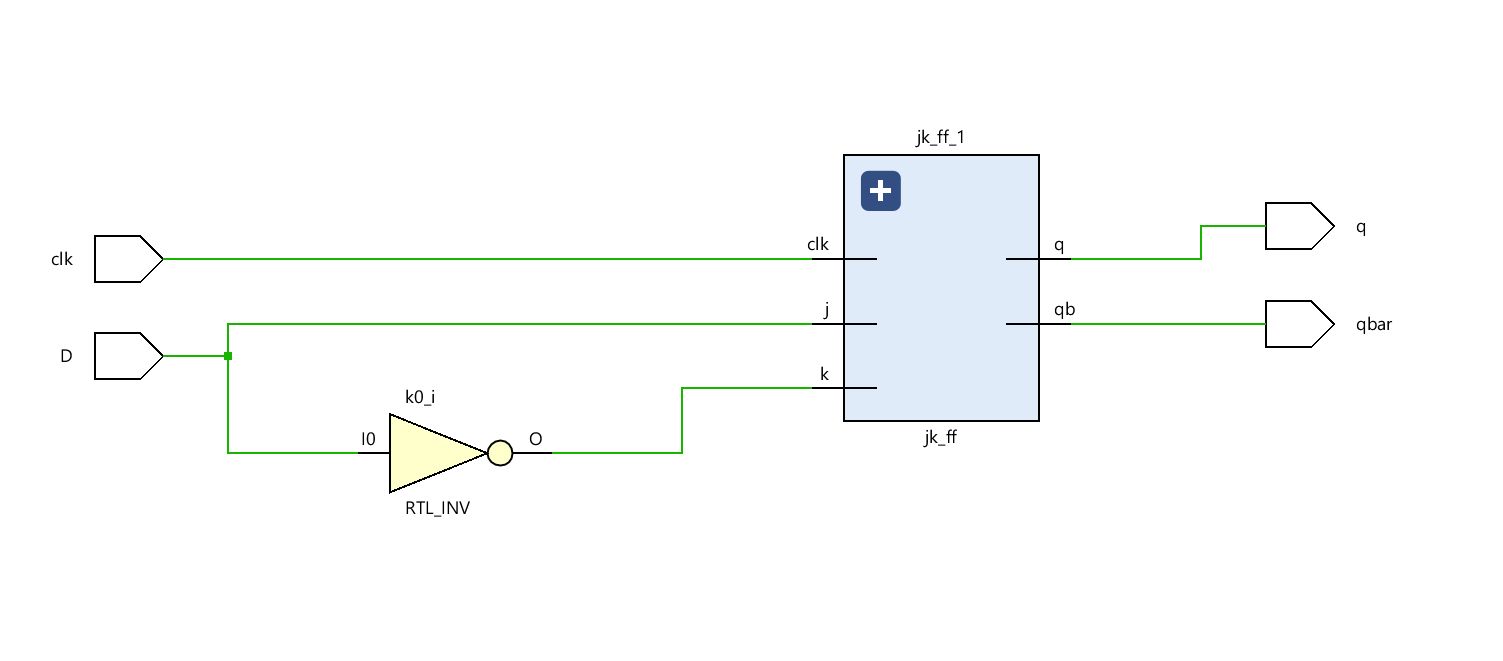 jk_ff_1
clk
clk
q
q
j
qb
qbar
D
k
k0_i
I0
O
jk_ff
RTL_INV